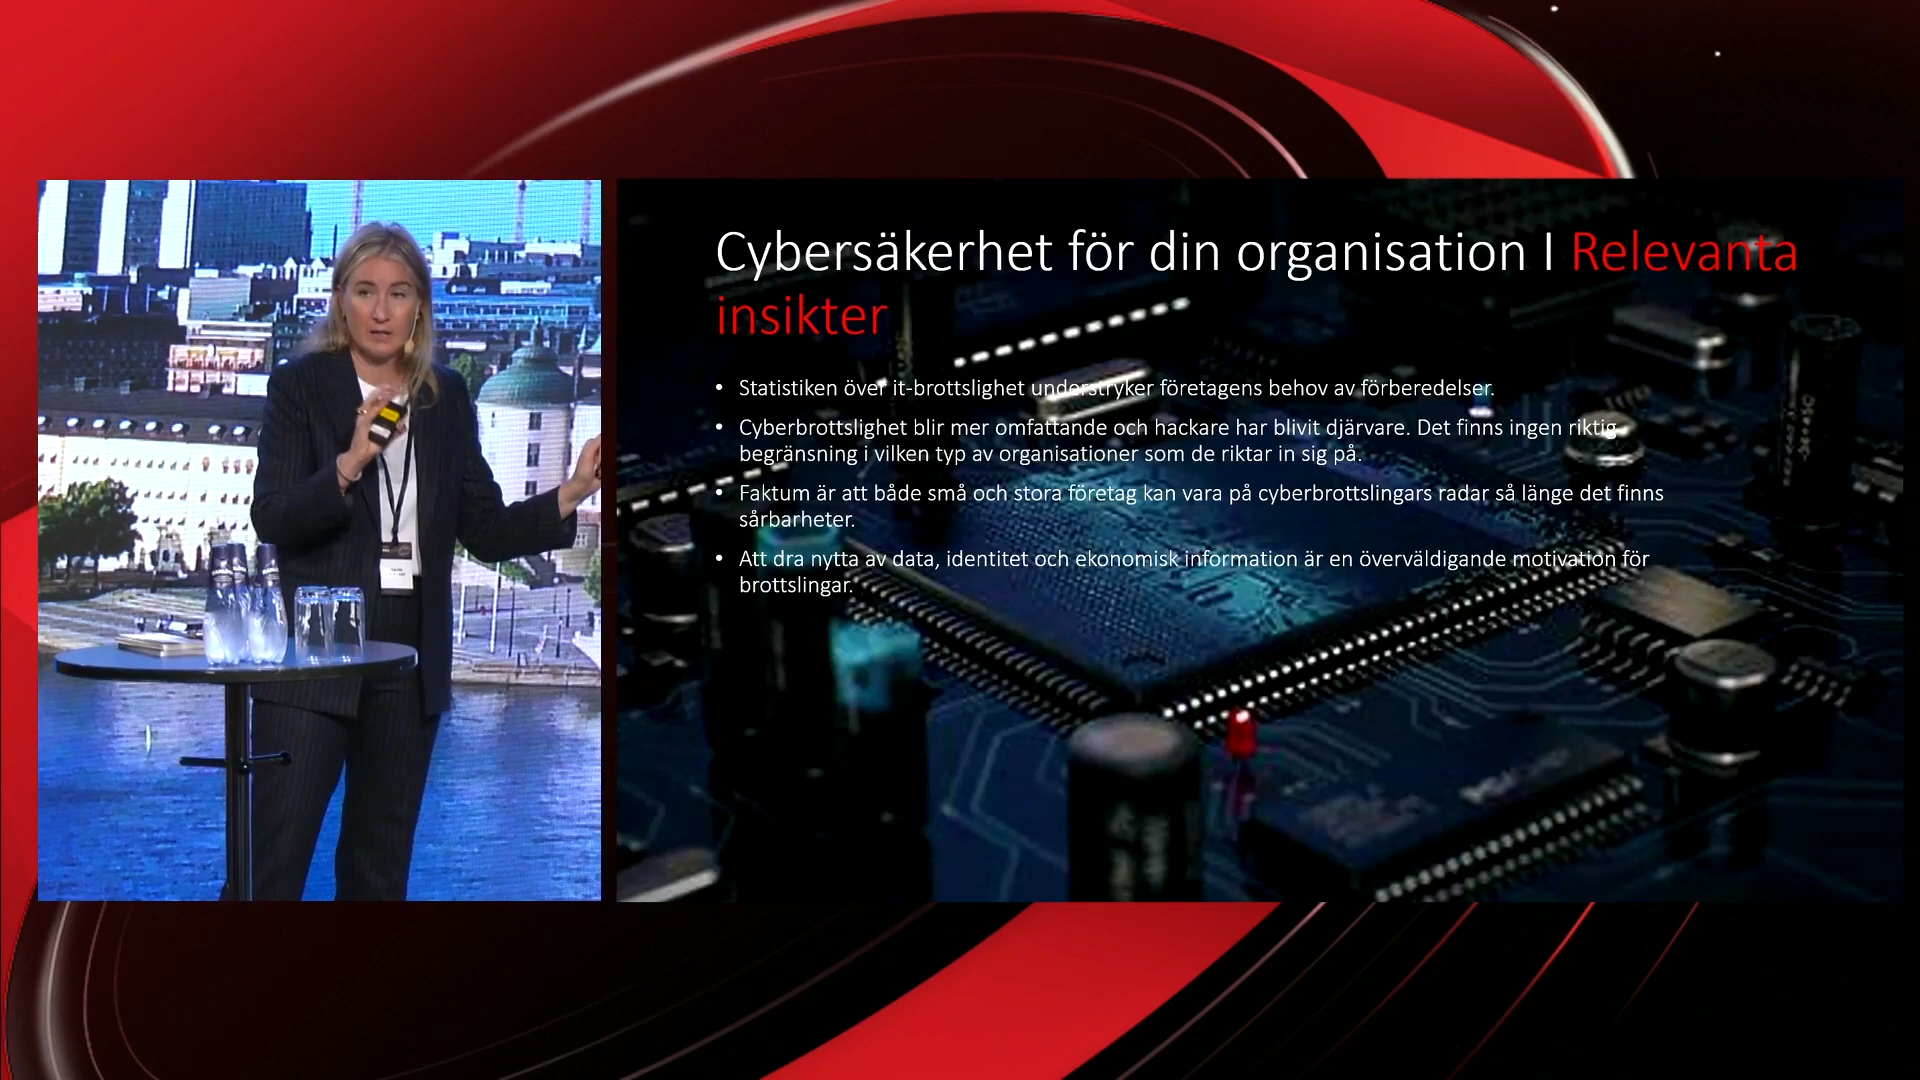 Cybersäkerhet för din organisation I Relevanta
insikter
• Statistiken över it-brottslighet understryker företagens behov av förberedelser.
• Cyberbrottslighet blir mer omfattande och hackare har blivit djärvare. Det finns ingen riktig
begränsning i vilken typ av organisationer som de riktar in sig på.
• Faktum är att både små och stora företag kan vara på cyberbrottslingars radar så länge det finns
sårbarheter.
• Att dra nytta av data, identitet och ekonomisk information är en överväldigande motivation för
brottslingar.